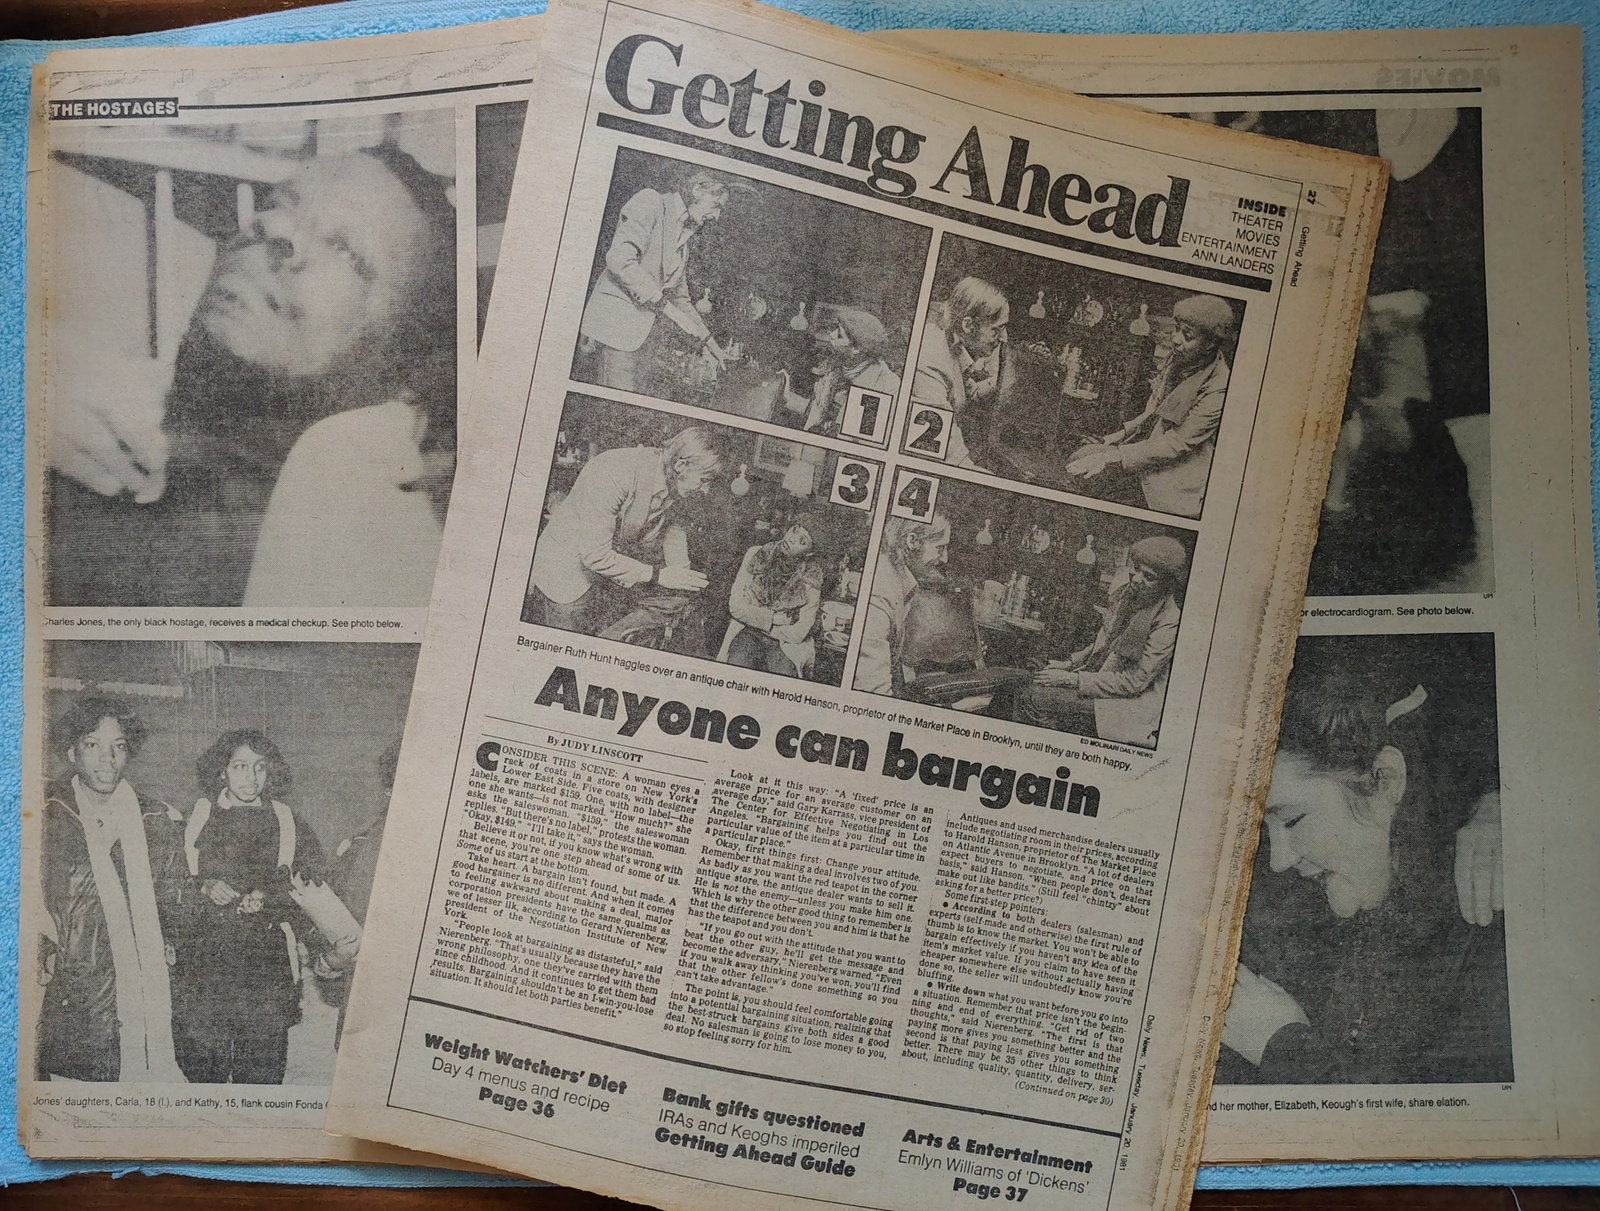 THE HOSTAGES
Charles Jones, the only black hostage, receives a medical checkup. See photo below.
Jones' daughters, Carla, 18 (l.), and Kathy, 15, flank cousin Fonda
Getting Ahead
INSIDE
THEATER
MOVIES
ENTERTAINMENT
ANN LANDERS
27
Getting Ahead
1
2
3
4
Bargainer Ruth Hunt haggles over an antique chair with Harold Hanson, proprietor of the Market Place in Brooklyn, until they are both happy.
ED MOLINARI DAILY NEWS
Anyone can bargain
By JUDY LINSCOTT
CONSIDER THIS SCENE: A woman eyes a
rack of coats in a store on New York's
Lower East Side. Five coats, with designer
labels, are marked $159. One, with no label—the
one she wants—is not marked. "How much?" she
asks the saleswoman. "$159," the saleswoman
replies. "But there's no label," protests the woman.
"Okay, $149." "I'll take it," says the woman.
Believe it or not, if you know what's wrong with
that scene, you're one step ahead of some of us.
Some of us start at the bottom.
Take heart. A bargain isn't found, but made. A
good bargainer is no different. And when it comes
to feeling awkward about making a deal, major
corporation presidents have the same qualms as
we of lesser ilk, according to Gerard Nierenberg,
president of the Negotiation Institute of New
York.
"People look at bargaining as distasteful," said
Nierenberg. "That's usually because they have the
wrong philosophy, one they've carried with them
since childhood. And it continues to get them bad
results. Bargaining shouldn't be an I-win-you-lose
situation. It should let both parties benefit."
Look at it this way: "A 'fixed' price is an
average price for an average customer on an
average day," said Gary Karrass, vice president of
The Center for Effective Negotiating in Los
Angeles. "Bargaining helps you find out the
particular value of the item at a particular time in
a particular place."
Okay, first things first: Change your attitude.
Remember that making a deal involves two of you.
As badly as you want the red teapot in the corner
antique store, the antique dealer wants to sell it.
He is not the enemy—unless you make him one.
Which is why the other good thing to remember is
that the difference between you and him is that he
has the teapot and you don't.
"If you go out with the attitude that you want to
beat the other guy, he'll get the message and
become the adversary," Nierenberg warned. "Even
if you walk away thinking you've won, you'll find
that the other fellow's done something so you
can't take advantage."
The point is, you should feel comfortable going
into a potential bargaining situation, realizing that
the best-struck bargains give both sides a good
deal. No salesman is going to lose money to you,
so stop feeling sorry for him.
Antiques and used merchandise dealers usually
include negotiating room in their prices, according
to Harold Hanson, proprietor of The Market Place
on Atlantic Avenue in Brooklyn. "A lot of dealers
expect buyers to negotiate, and price on that
basis," said Hanson. "When people don't, dealers
make out like bandits." (Still feel "chintzy" about
asking for a better price?)
Some first-step pointers:
● According to both dealers (salesman) and
experts (self-made and otherwise) the first rule of
thumb is to know the market. You won't be able to
bargain effectively if you haven't any idea of the
item's market value. If you claim to have seen it
cheaper somewhere else without actually having
done so, the seller will undoubtedly know you're
bluffing.
● Write down what you want before you go into
a situation. Remember that price isn't the begin-
ning and end of everything. "Get rid of two
thoughts," said Nierenberg. "The first is that
paying more gives you something better and the
second is that paying less gives you something
better. There may be 35 other things to think
about, including quality, quantity, delivery, ser-
(Continued on page 30)
Daily News, Tuesday, January 20, 1981
Weight Watchers' Diet
Day 4 menus and recipe
Page 36
Bank gifts questioned
IRAs and Keoghs imperiled
Getting Ahead Guide
Arts & Entertainment
Emlyn Williams of 'Dickens'
Page 37
MOVIES
UPI
or electrocardiogram. See photo below.
UPI
nd her mother, Elizabeth, Keough's first wife, share elation.